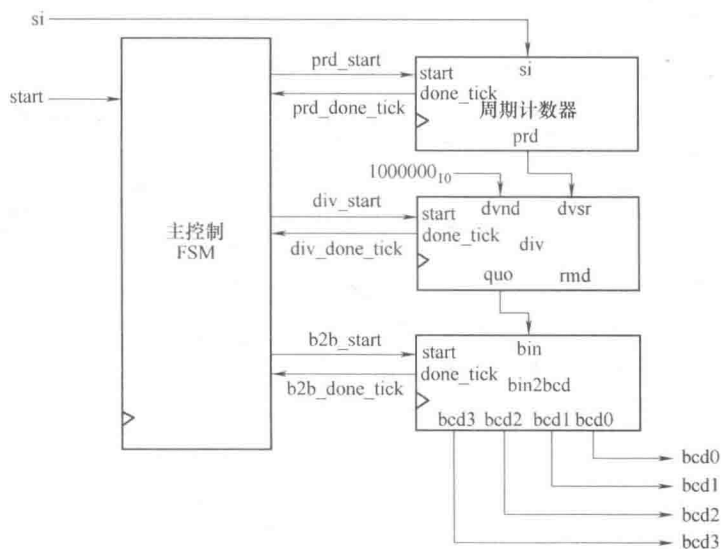 si
start
主控制
FSM
prd_start
prd_done_tick
start
si
done_tick
周期计数器
prd
1000000₁₀
div_start
div_done_tick
start
dvnd
dvsr
done_tick
div
quo
rmd
b2b_start
b2b_done_tick
start
bin
done_tick
bin2bcd
bcd3 bcd2 bcd1 bcd0
bcd0
bcd1
bcd2
bcd3